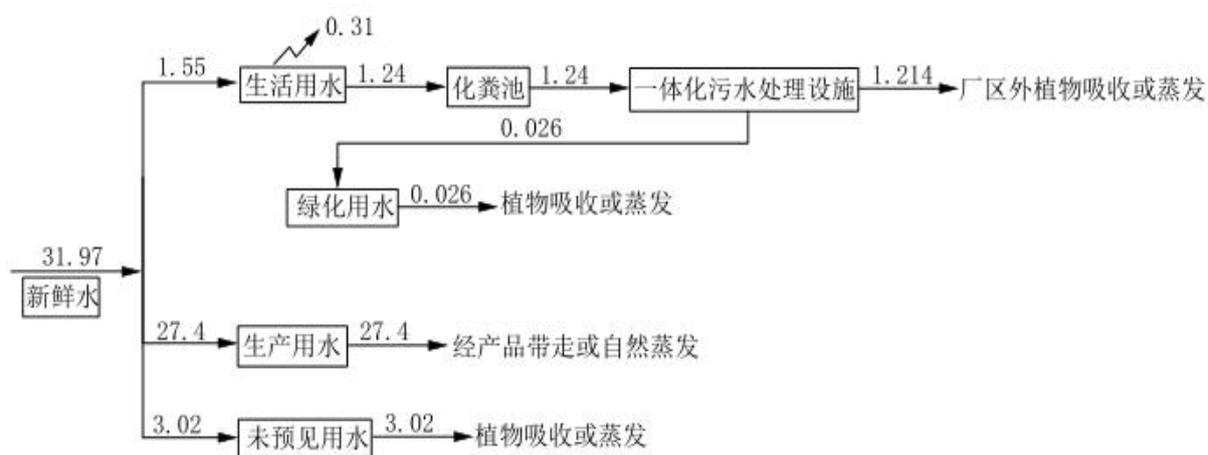 0.31
1.55
生活用水
1.24
化粪池
1.24
一体化污水处理设施
1.214
厂区外植物吸收或蒸发
0.026
绿化用水
0.026
植物吸收或蒸发
31.97
新鲜水
27.4
生产用水
27.4
经产品带走或自然蒸发
3.02
未预见用水
3.02
植物吸收或蒸发